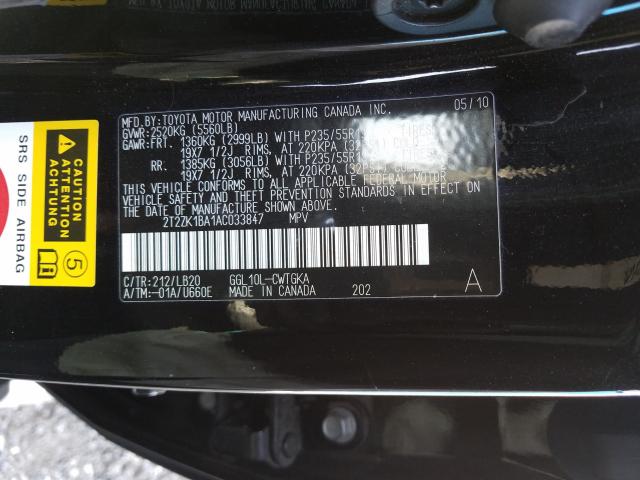 MFD.BY:TOYOTA MOTOR MANUFACTURING CANADA INC. 05/10
GVWR:2520KG (5560LB)
GAWR:FRT. 1360KG (2999LB) WITH P235/55R TIRES
19X7 1/2J RIMS, AT 220KPA
RR. 1385KG (3056LB) WITH P235/55R
19X7 1/2J RIMS, AT 220KPA (32PSI)
THIS VEHICLE CONFORMS TO ALL APPLICABLE FEDERAL MOTOR
VEHICLE SAFETY AND THEFT PREVENTION STANDARDS IN EFFECT
ON THE DATE OF MANUFACTURE SHOWN ABOVE.
2T2ZK1BA1AC033847 MPV
C/TR:212/LB20 GGL10L-CWTGKA
A/TM:-01A/U660E MADE IN CANADA 202 A
SRS SIDE AIRBAG
CAUTION
ATTENTION
5